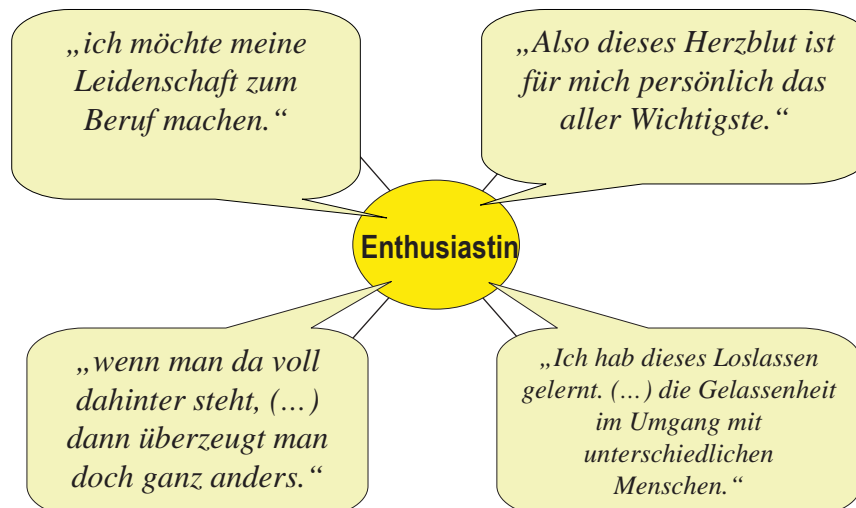 „ich möchte meine
Leidenschaft zum
Beruf machen.“
„Also dieses Herzblut ist
für mich persönlich das
aller Wichtigste.“
Enthusiastin
„wenn man da voll
dahinter steht, (…)
dann überzeugt man
doch ganz anders.“
„Ich hab dieses Loslassen
gelernt. (…) die Gelassenheit
im Umgang mit
unterschiedlichen
Menschen.“